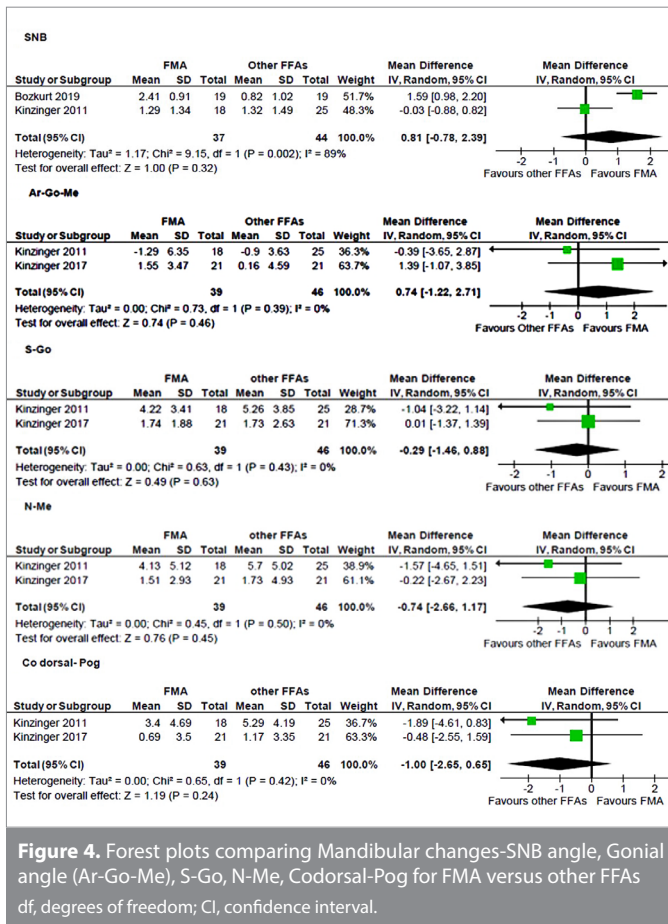 SNB
FMA Other FFAs Mean Difference Mean Difference
Study or Subgroup Mean SD Total Mean SD Total Weight IV, Random, 95% CI IV, Random, 95% CI
Bozkurt 2019 2.41 0.91 19 0.82 1.02 19 51.7% 1.59 [0.98, 2.20]
Kinzinger 2011 1.29 1.34 18 1.32 1.49 25 48.3% -0.03 [-0.88, 0.82]
Total (95% CI) 37 44 100.0% 0.81 [-0.78, 2.39]
Heterogeneity: Tau² = 1.17; Chi² = 9.15, df = 1 (P = 0.002); I² = 89%
Test for overall effect: Z = 1.00 (P = 0.32)
-2 -1 0 1 2
Favours other FFAs Favours FMA
Ar-Go-Me
FMA Other FFAs Mean Difference Mean Difference
Study or Subgroup Mean SD Total Mean SD Total Weight IV, Random, 95% CI IV, Random, 95% CI
Kinzinger 2011 -1.29 6.35 18 -0.9 3.63 25 36.3% -0.39 [-3.65, 2.87]
Kinzinger 2017 1.55 3.47 21 0.16 4.59 21 63.7% 1.39 [-1.07, 3.85]
Total (95% CI) 39 46 100.0% 0.74 [-1.22, 2.71]
Heterogeneity: Tau² = 0.00; Chi² = 0.73, df = 1 (P = 0.39); I² = 0%
Test for overall effect: Z = 0.74 (P = 0.46)
-2 -1 0 1 2
Favours Other FFAs Favours FMA
S-Go
FMA other FFAs Mean Difference Mean Difference
Study or Subgroup Mean SD Total Mean SD Total Weight IV, Random, 95% CI IV, Random, 95% CI
Kinzinger 2011 4.22 3.41 18 5.26 3.85 25 28.7% -1.04 [-3.22, 1.14]
Kinzinger 2017 1.74 1.88 21 1.73 2.63 21 71.3% 0.01 [-1.37, 1.39]
Total (95% CI) 39 46 100.0% -0.29 [-1.46, 0.88]
Heterogeneity: Tau² = 0.00; Chi² = 0.63, df = 1 (P = 0.43); I² = 0%
Test for overall effect: Z = 0.49 (P = 0.63)
-2 -1 0 1 2
Favours other FFAs Favours FMA
N-Me
FMA other FFAs Mean Difference Mean Difference
Study or Subgroup Mean SD Total Mean SD Total Weight IV, Random, 95% CI IV, Random, 95% CI
Kinzinger 2011 4.13 5.12 18 5.7 5.02 25 38.9% -1.57 [-4.65, 1.51]
Kinzinger 2017 1.51 2.93 21 1.73 4.93 21 61.1% -0.22 [-2.67, 2.23]
Total (95% CI) 39 46 100.0% -0.74 [-2.66, 1.17]
Heterogeneity: Tau² = 0.00; Chi² = 0.45, df = 1 (P = 0.50); I² = 0%
Test for overall effect: Z = 0.76 (P = 0.45)
-2 -1 0 1 2
Favours other FFAs Favours FMA
Co dorsal- Pog
FMA other FFAs Mean Difference Mean Difference
Study or Subgroup Mean SD Total Mean SD Total Weight IV, Random, 95% CI IV, Random, 95% CI
Kinzinger 2011 3.4 4.69 18 5.29 4.19 25 36.7% -1.89 [-4.61, 0.83]
Kinzinger 2017 0.69 3.5 21 1.17 3.35 21 63.3% -0.48 [-2.55, 1.59]
Total (95% CI) 39 46 100.0% -1.00 [-2.65, 0.65]
Heterogeneity: Tau² = 0.00; Chi² = 0.65, df = 1 (P = 0.42); I² = 0%
Test for overall effect: Z = 1.19 (P = 0.24)
-2 -1 0 1 2
Favours other FFAs Favours FMA
Figure 4. Forest plots comparing Mandibular changes-SNB angle, Gonial
angle (Ar-Go-Me), S-Go, N-Me, Codorsal-Pog for FMA versus other FFAs
df, degrees of freedom; CI, confidence interval.